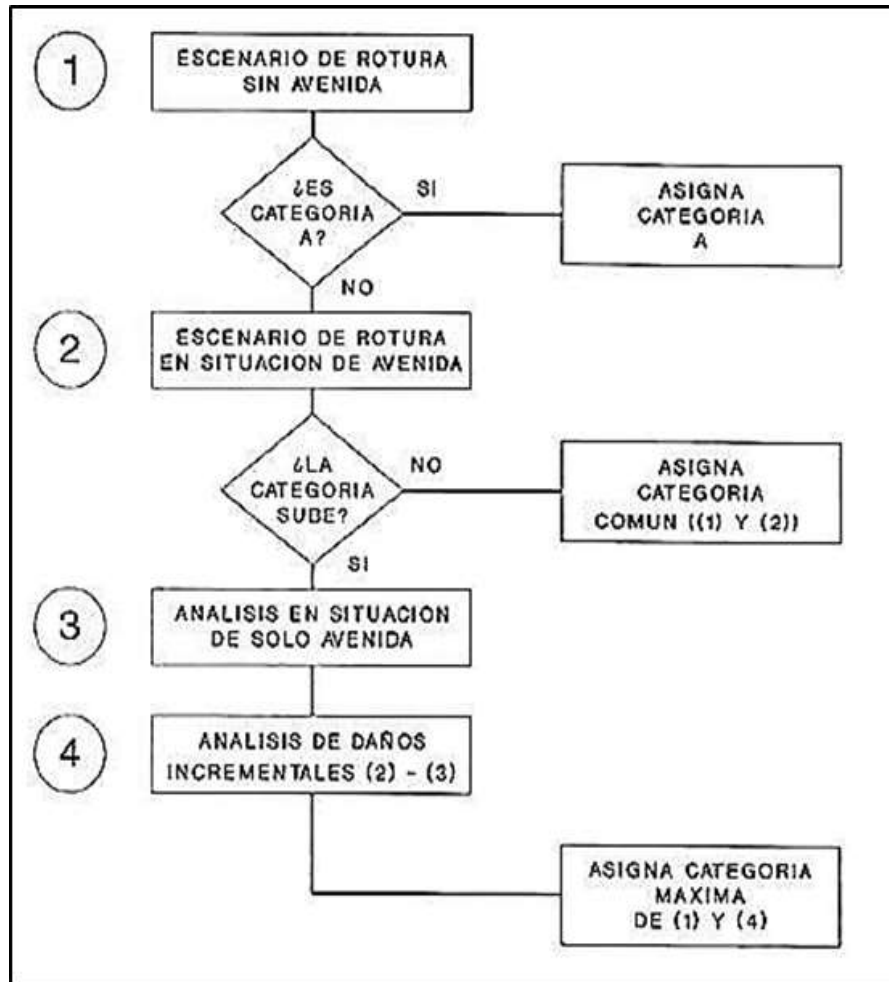 1
ESCENARIO DE ROTURA
SIN AVENIDA
¿ES
CATEGORIA
A?
SI
ASIGNA
CATEGORIA
A
NO
2
ESCENARIO DE ROTURA
EN SITUACION DE AVENIDA
¿LA
CATEGORIA
SUBE?
NO
ASIGNA
CATEGORIA
COMUN ((1) Y (2))
SI
3
ANALISIS EN SITUACION
DE SOLO AVENIDA
4
ANALISIS DE DAÑOS
INCREMENTALES (2) - (3)
ASIGNA CATEGORIA
MAXIMA
DE (1) Y (4)